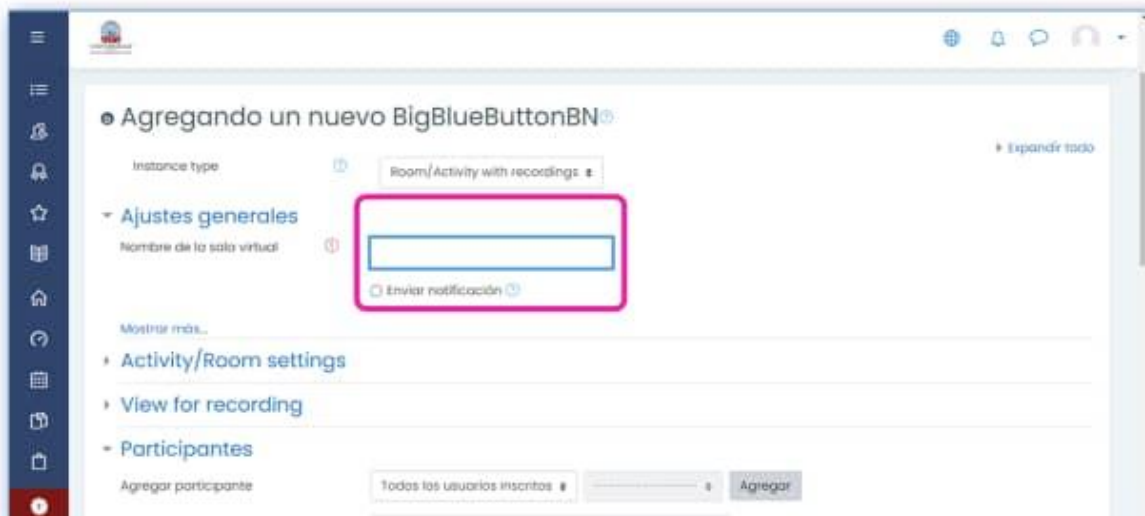 Agregando un nuevo BigBlueButtonBN
Expandir todo
Instance type
Room/Activity with recordings
Ajustes generales
Nombre de la sala virtual
Enviar notificación
Mostrar más...
Activity/Room settings
View for recording
Participantes
Agregar participante
Todos los usuarios inscritos
Agregar